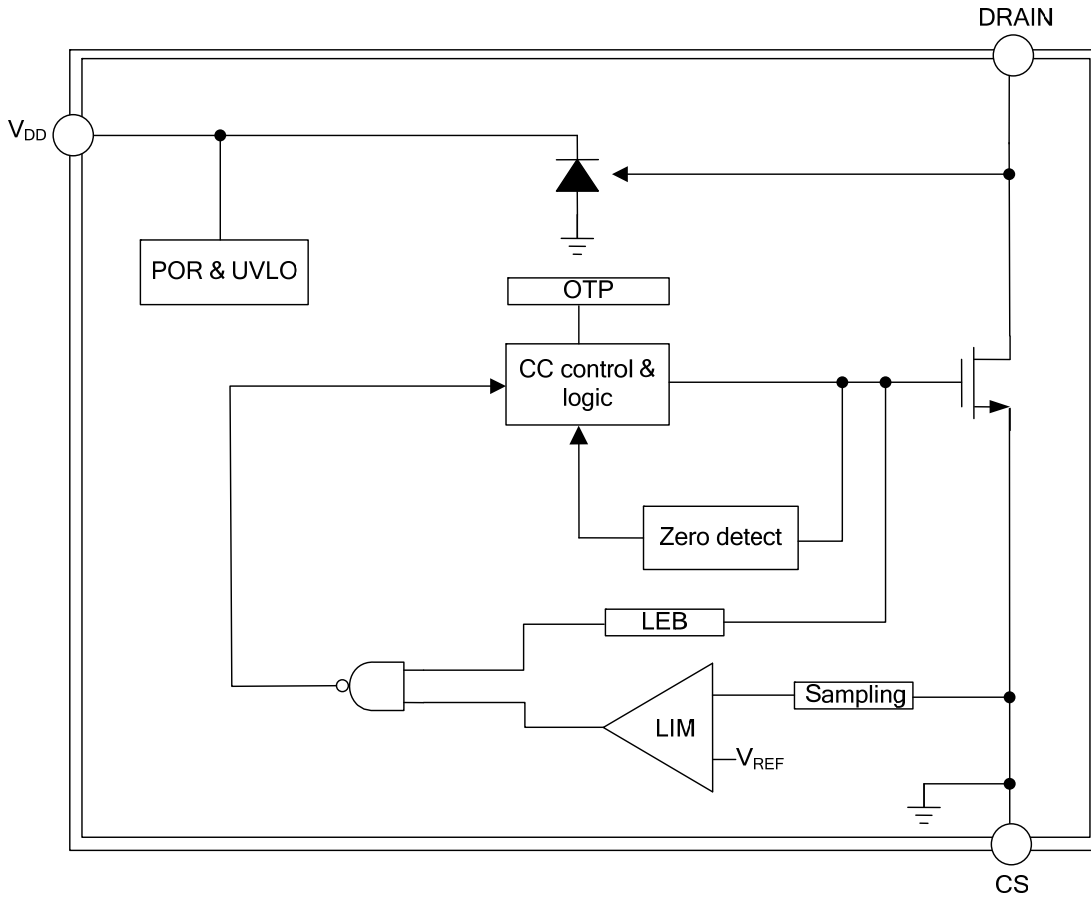 DRAIN
VDD
POR & UVLO
OTP
CC control &
logic
Zero detect
LEB
Sampling
LIM
VREF
CS